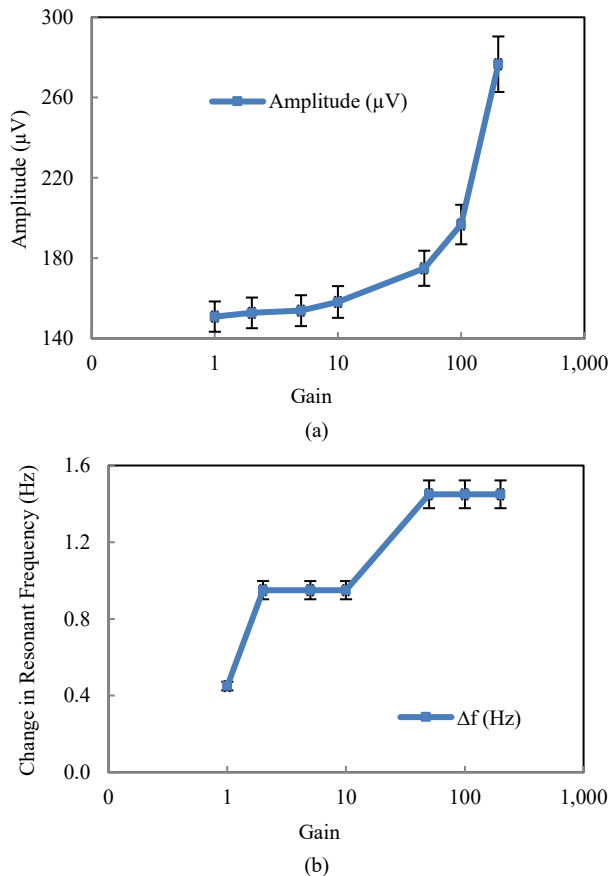 300
260
220
180
140
Amplitude (µV)
Amplitude (µV)
0 1 10 100 1,000
Gain
(a)
1.6
1.2
0.8
0.4
0.0
Change in Resonant Frequency (Hz)
Δf (Hz)
0 1 10 100 1,000
Gain
(b)